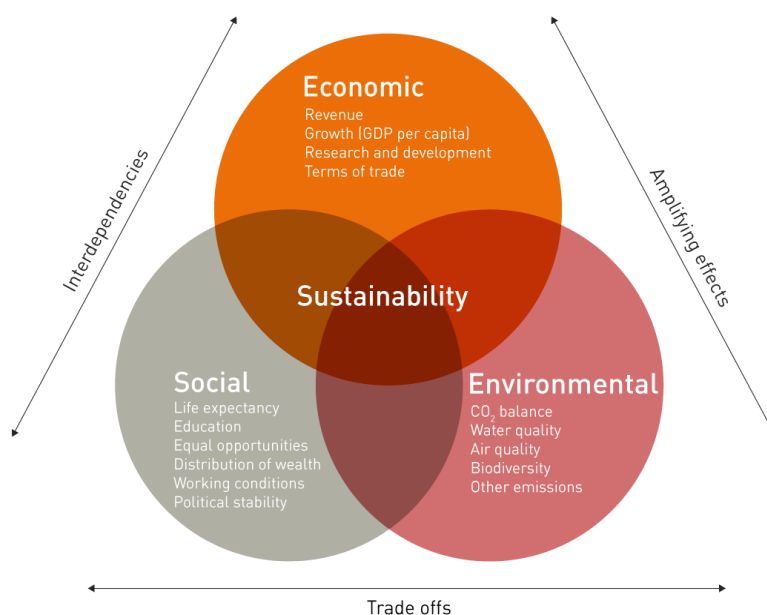 Economic
Revenue
Growth (GDP per capita)
Research and development
Terms of trade
Interdependencies
Amplifying effects
Sustainability
Social
Life expectancy
Education
Equal opportunities
Distribution of wealth
Working conditions
Political stability
Environmental
CO₂ balance
Water quality
Air quality
Biodiversity
Other emissions
Trade offs